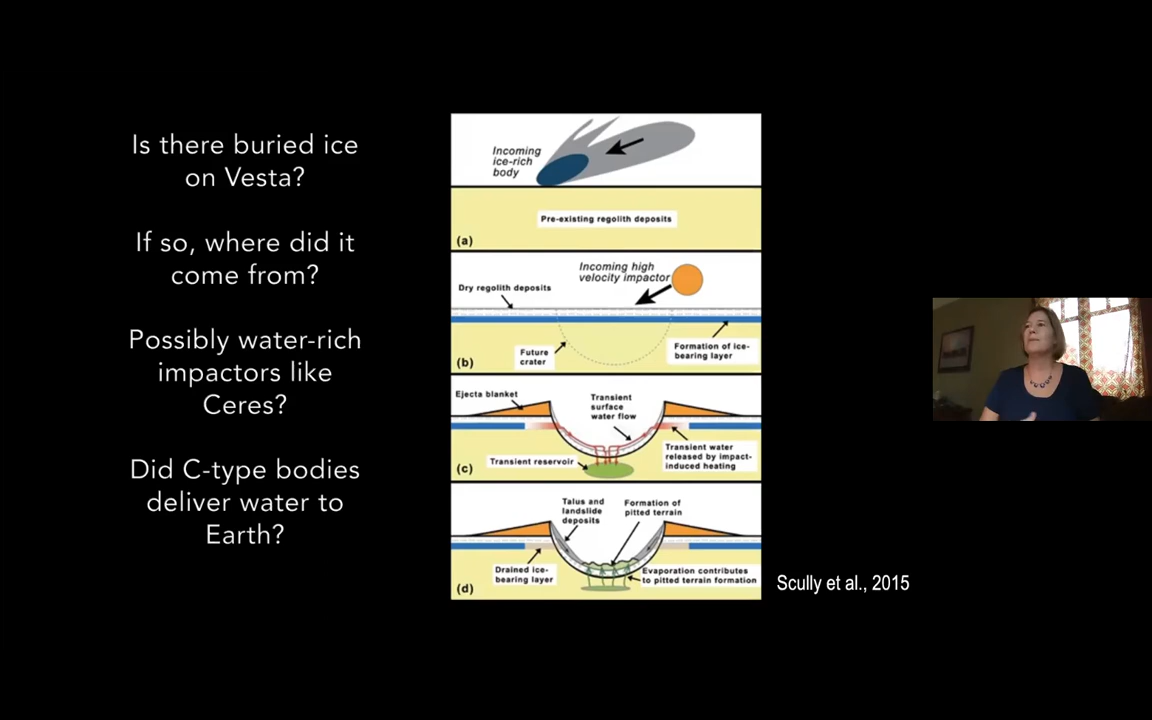 Is there buried ice
on Vesta?
If so, where did it
come from?
Possibly water-rich
impactors like
Ceres?
Did C-type bodies
deliver water to
Earth?
Incoming
ice-rich
body
Pre-existing regolith deposits
(a)
Incoming high
velocity impactor
Dry regolith deposits
Future
crater
Formation of ice-
bearing layer
(b)
Ejecta blanket
Transient
surface
water flow
Transient reservoir
Transient water
released by impact-
induced heating
(c)
Talus and
landslide
deposits
Formation of
pitted terrain
Drained ice-
bearing layer
Evaporation contributes
to pitted terrain formation
(d)
Scully et al., 2015